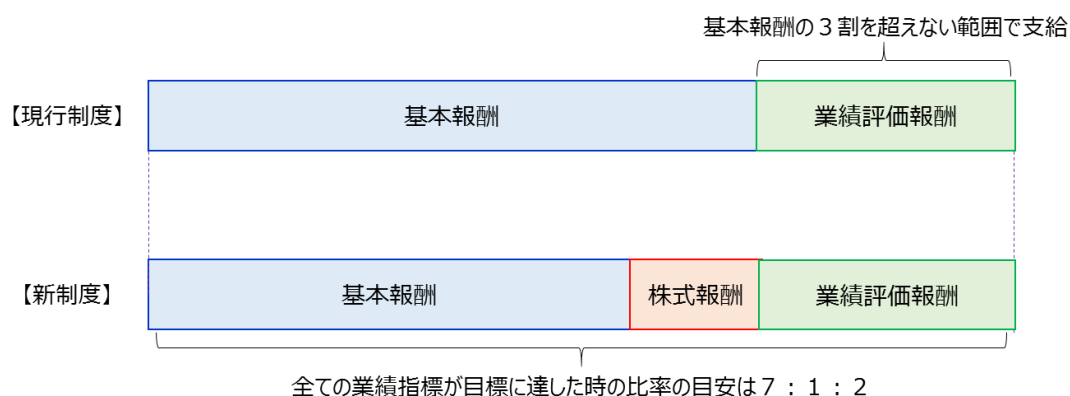 基本報酬の３割を超えない範囲で支給
【現行制度】 基本報酬 業績評価報酬
【新制度】 基本報酬 株式報酬 業績評価報酬
全ての業績指標が目標に達した時の比率の目安は７：１：２